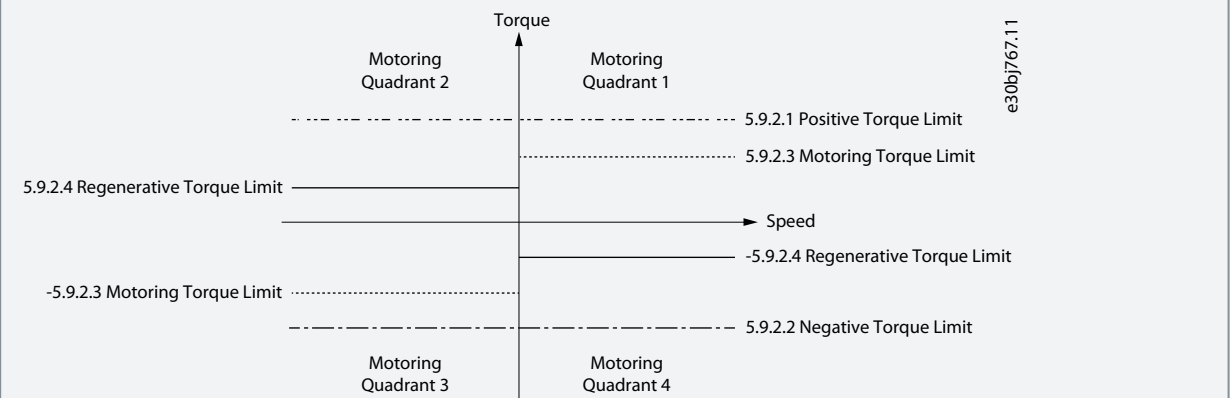 Torque
Motoring
Quadrant 2
Motoring
Quadrant 1
e30bj767.11
5.9.2.1 Positive Torque Limit
5.9.2.3 Motoring Torque Limit
5.9.2.4 Regenerative Torque Limit
Speed
-5.9.2.4 Regenerative Torque Limit
-5.9.2.3 Motoring Torque Limit
5.9.2.2 Negative Torque Limit
Motoring
Quadrant 3
Motoring
Quadrant 4